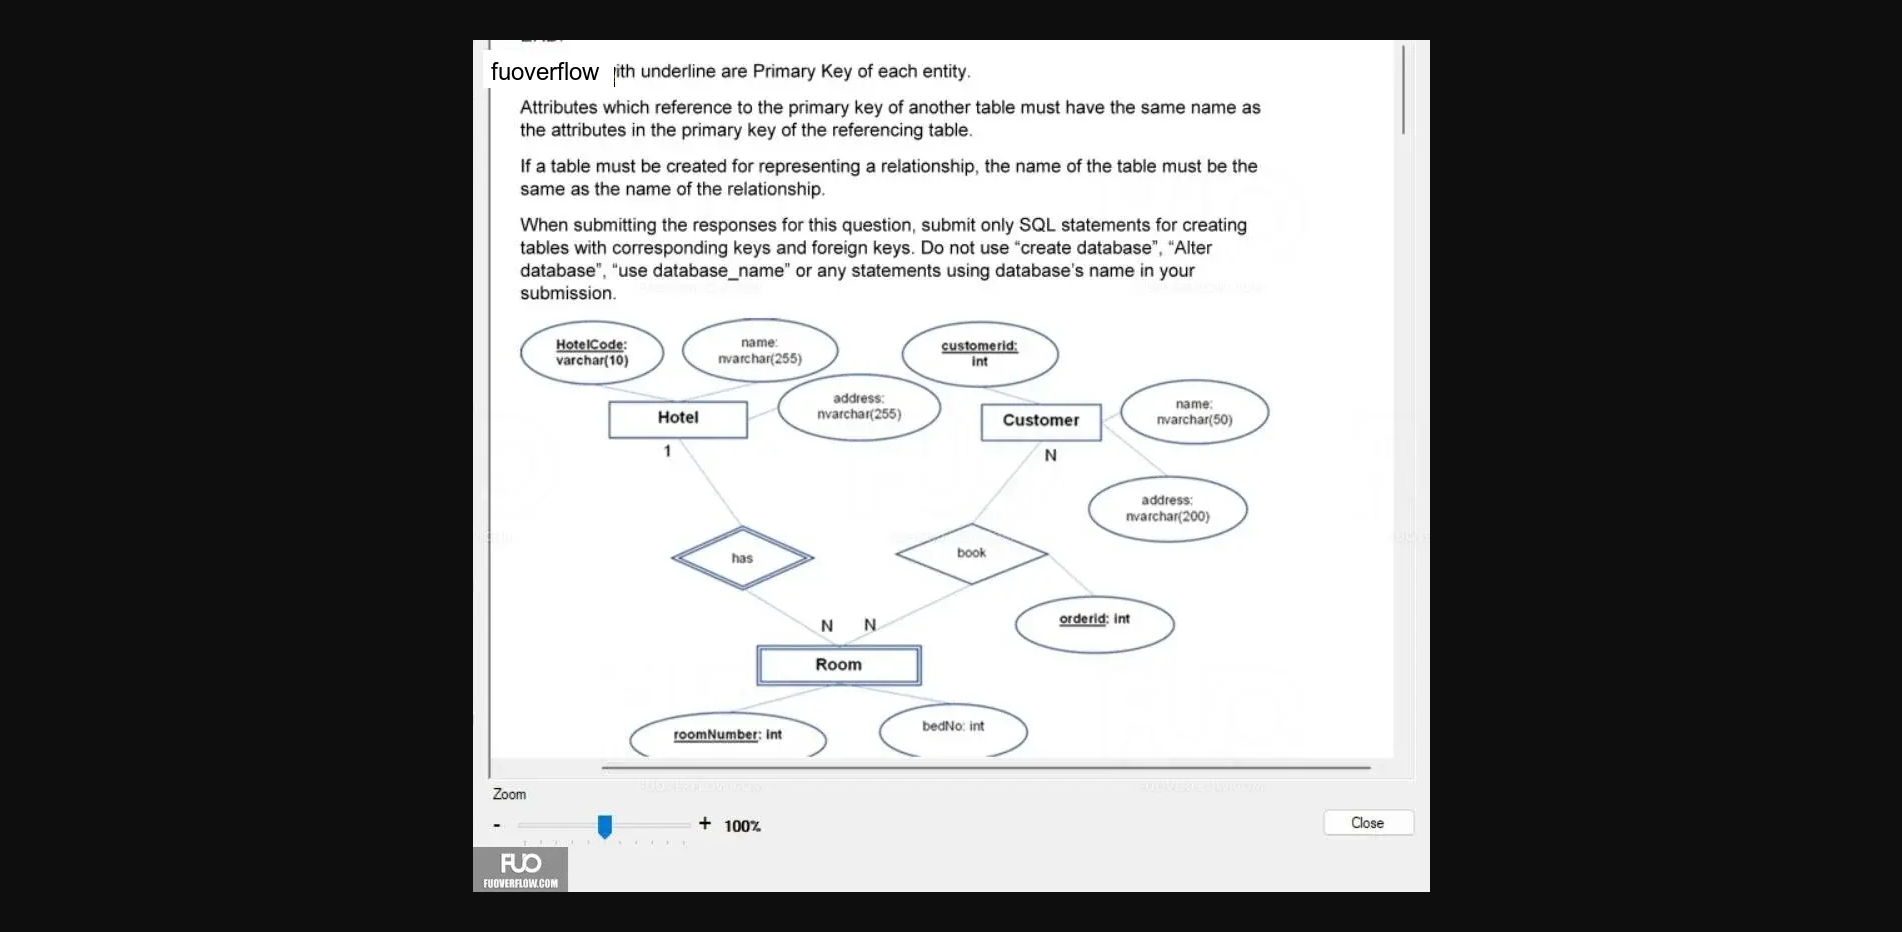 fuoverflow ith underline are Primary Key of each entity.
Attributes which reference to the primary key of another table must have the same name as
the attributes in the primary key of the referencing table.
If a table must be created for representing a relationship, the name of the table must be the
same as the name of the relationship.
When submitting the responses for this question, submit only SQL statements for creating
tables with corresponding keys and foreign keys. Do not use “create database”, “Alter
database”, “use database_name” or any statements using database's name in your
submission.
HotelCode:
varchar(10)
name:
nvarchar(255)
customerid:
int
address:
nvarchar(255)
name:
nvarchar(50)
Hotel
Customer
1
N
address:
nvarchar(200)
has
book
orderid: int
N N
Room
roomNumber: int
bedNo: int
Zoom
- + 100%
Close
FUO
FUOVERFLOW.COM